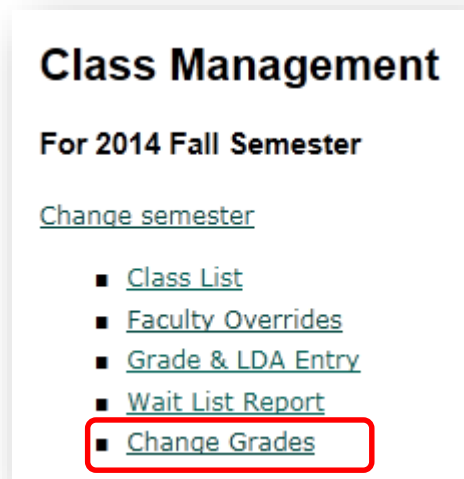 Class Management
For 2014 Fall Semester
Change semester
Class List
Faculty Overrides
Grade & LDA Entry
Wait List Report
Change Grades